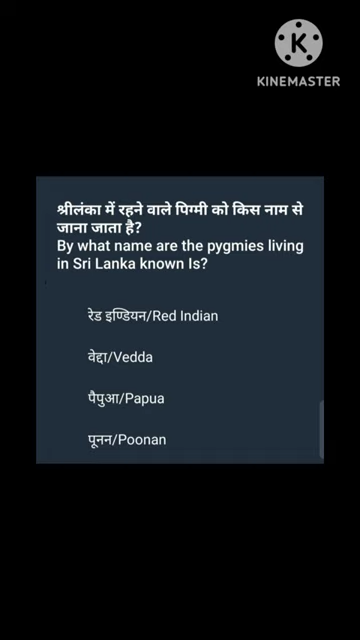 KINEMASTER
श्रीलंका में रहने वाले पिग्मी को किस नाम से
जाना जाता है?
By what name are the pygmies living
in Sri Lanka known Is?
रेड इण्डियन/Red Indian
वेद्दा/Vedda
पैपुआ/Papua
पूनन/Poonan